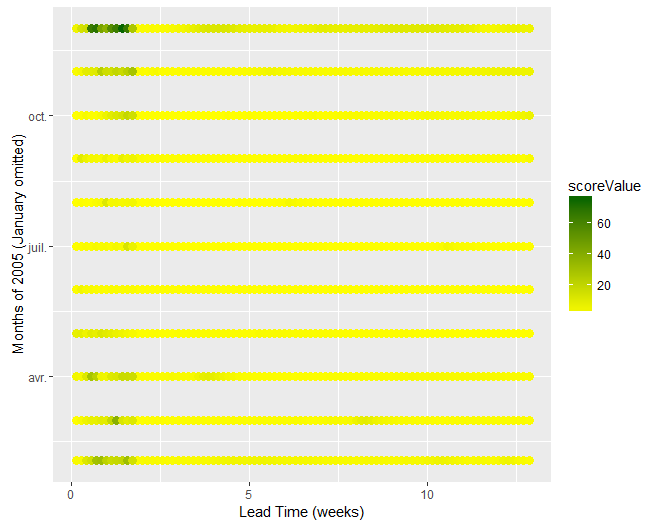 oct.
juil.
avr.
Months of 2005 (January omitted)
0
5
10
Lead Time (weeks)
scoreValue
60
40
20